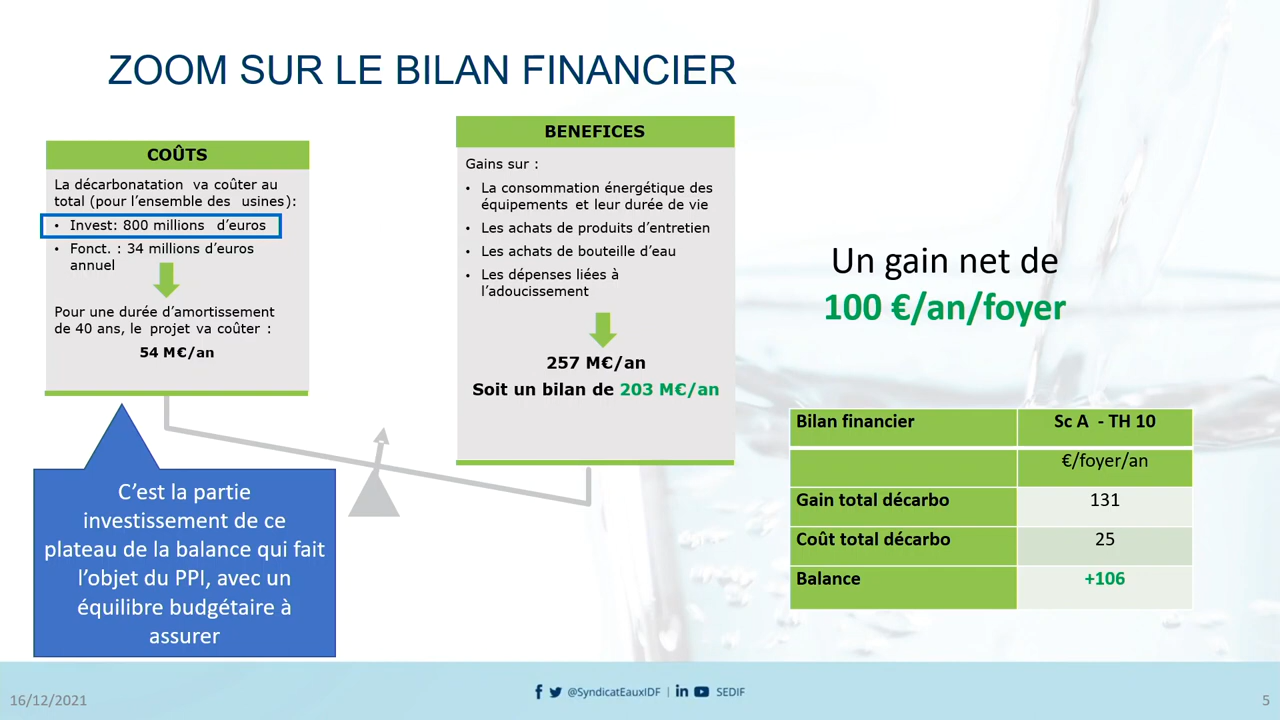 ZOOM SUR LE BILAN FINANCIER
COÛTS
La décarbonatation va coûter au
total (pour l'ensemble des usines):
• Invest: 800 millions d'euros
• Fonct. : 34 millions d'euros
annuel
Pour une durée d'amortissement
de 40 ans, le projet va coûter :
54 M€/an
C'est la partie
investissement de ce
plateau de la balance qui fait
l'objet du PPI, avec un
équilibre budgétaire à
assurer
BENEFICES
Gains sur :
• La consommation énergétique des
équipements et leur durée de vie
• Les achats de produits d'entretien
• Les achats de bouteille d'eau
• Les dépenses liées à
l'adoucissement
257 M€/an
Soit un bilan de 203 M€/an
Un gain net de
100 €/an/foyer
Bilan financier Sc A - TH 10
€/foyer/an
Gain total décarbo 131
Coût total décarbo 25
Balance +106
16/12/2021
@SyndicatEauxIDF | SEDIF
5